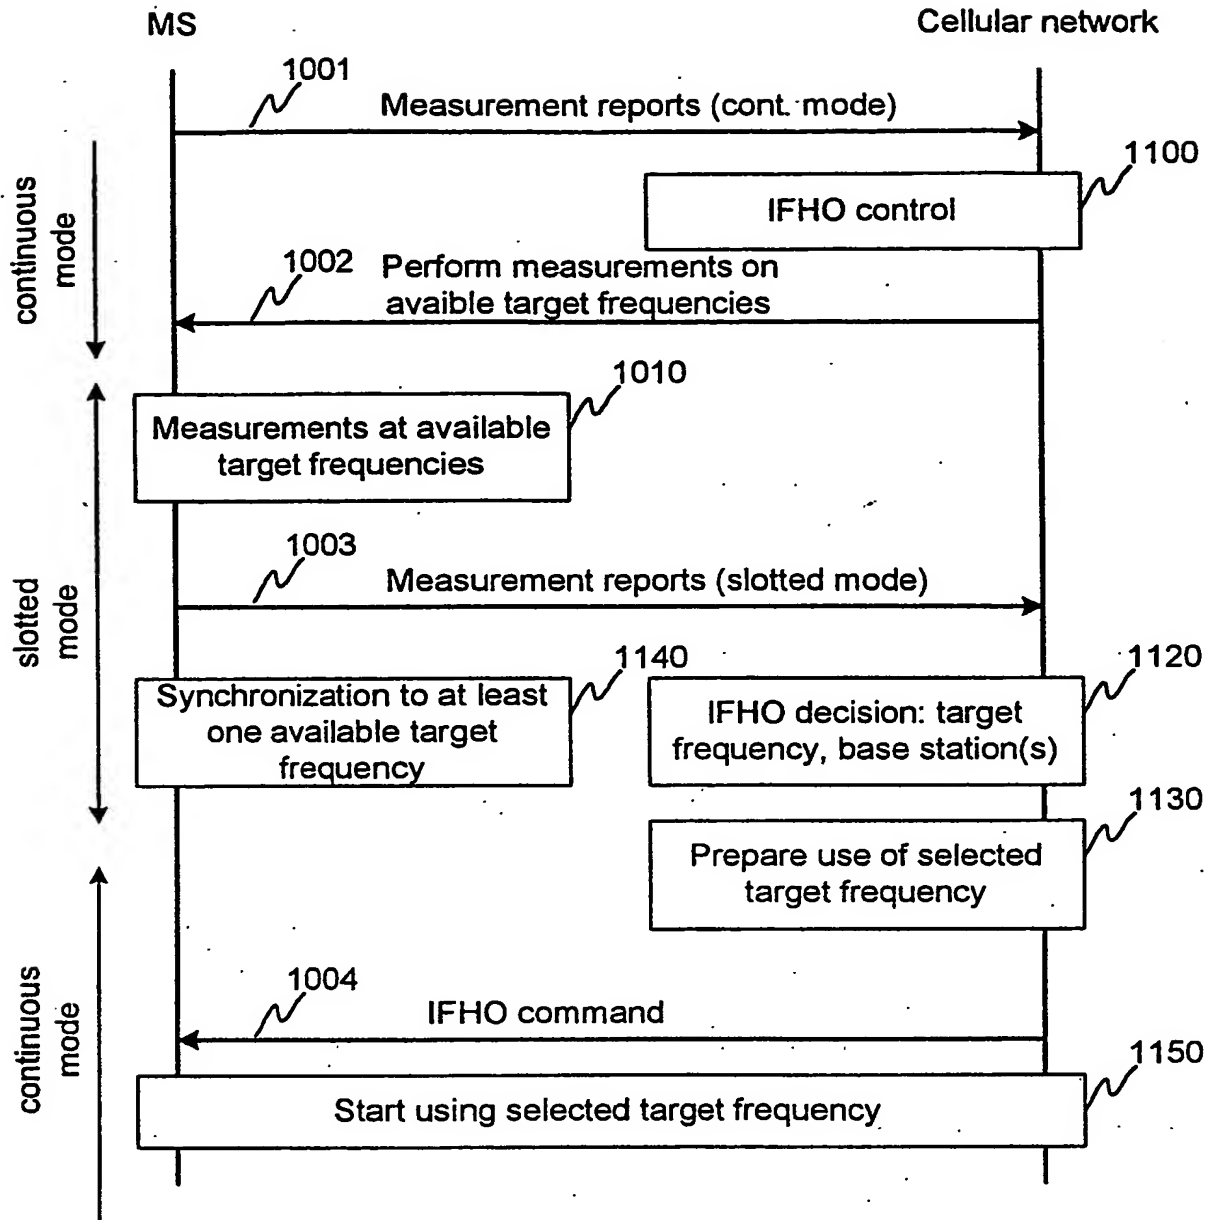 MS
Cellular network
1001
Measurement reports (cont. mode)
1100
IFHO control
continuous
mode
1002
Perform measurements on
avaible target frequencies
1010
Measurements at available
target frequencies
1003
Measurement reports (slotted mode)
slotted
mode
1140
Synchronization to at least
one available target
frequency
1120
IFHO decision: target
frequency, base station(s)
1130
Prepare use of selected
target frequency
continuous
mode
1004
IFHO command
1150
Start using selected target frequency